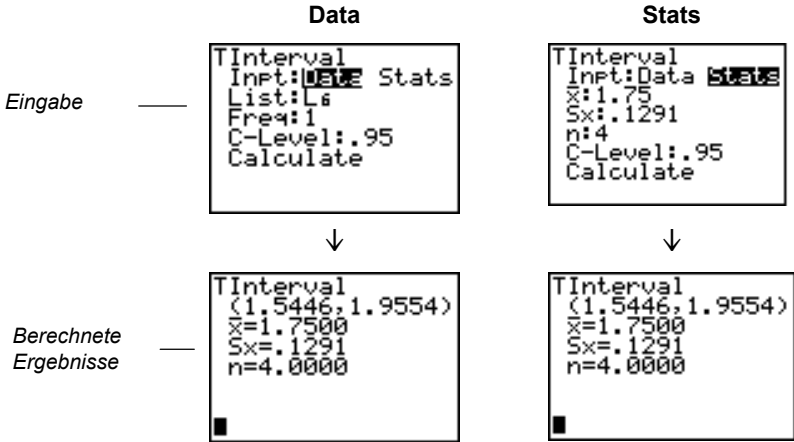 Data
Stats
Eingabe
TInterval
Inpt:Data Stats
List:L₆
Freq:1
C-Level:.95
Calculate
TInterval
Inpt:Data Stats
x̄:1.75
Sx:.1291
n:4
C-Level:.95
Calculate
↓
↓
Berechnete
Ergebnisse
TInterval
(1.5446,1.9554)
x̄=1.7500
Sx=.1291
n=4.0000
TInterval
(1.5446,1.9554)
x̄=1.7500
Sx=.1291
n=4.0000